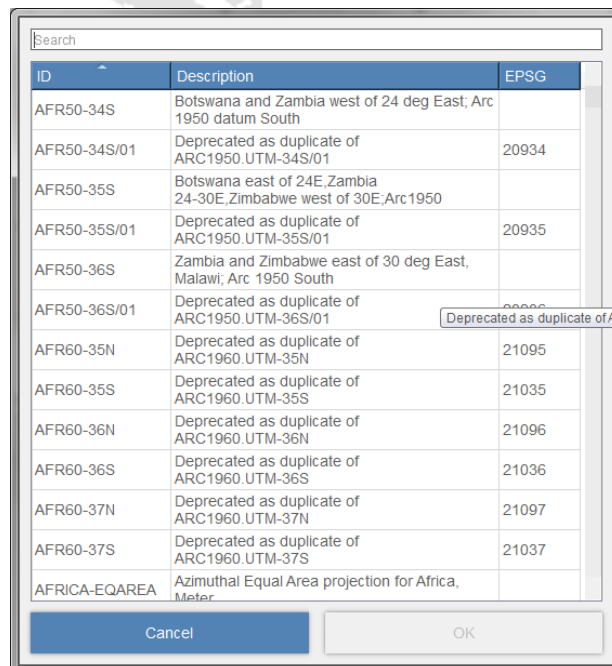 Search
ID Description EPSG
AFR50-34S Botswana and Zambia west of 24 deg East; Arc
1950 datum South
AFR50-34S/01 Deprecated as duplicate of
ARC1950.UTM-34S/01 20934
AFR50-35S Botswana east of 24E,Zambia
24-30E,Zimbabwe west of 30E;Arc1950
AFR50-35S/01 Deprecated as duplicate of
ARC1950.UTM-35S/01 20935
AFR50-36S Zambia and Zimbabwe east of 30 deg East,
Malawi; Arc 1950 South
AFR50-36S/01 Deprecated as duplicate of
ARC1950.UTM-36S/01
Deprecated as duplicate of
AFR60-35N Deprecated as duplicate of
ARC1960.UTM-35N 21095
AFR60-35S Deprecated as duplicate of
ARC1960.UTM-35S 21035
AFR60-36N Deprecated as duplicate of
ARC1960.UTM-36N 21096
AFR60-36S Deprecated as duplicate of
ARC1960.UTM-36S 21036
AFR60-37N Deprecated as duplicate of
ARC1960.UTM-37N 21097
AFR60-37S Deprecated as duplicate of
ARC1960.UTM-37S 21037
AFRICA-EQAREA Azimuthal Equal Area projection for Africa,
Meter
Cancel OK